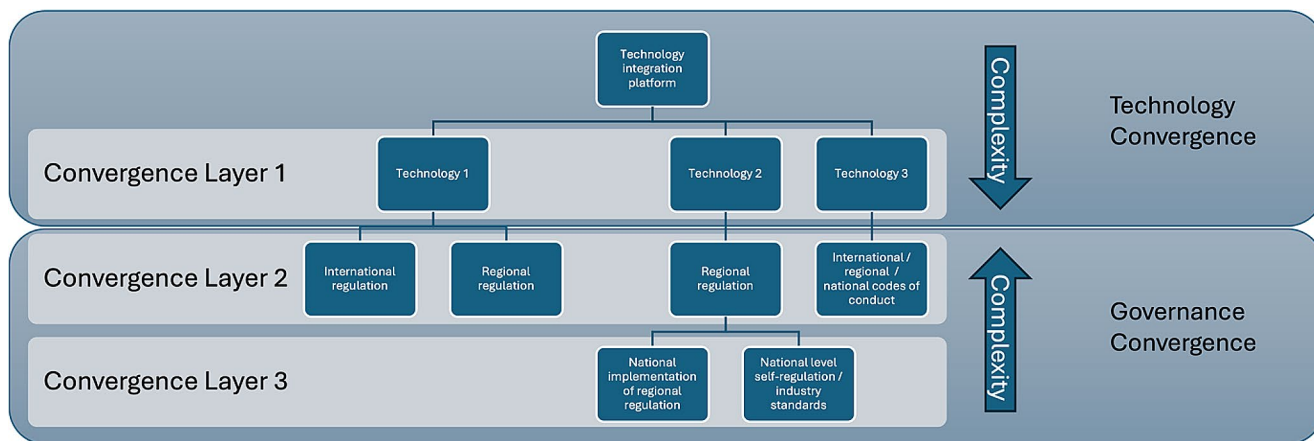 Technology
integration
platform
Complexity
Technology
Convergence
Convergence Layer 1
Technology 1
Technology 2
Technology 3
Convergence Layer 2
International
regulation
Regional
regulation
Regional
regulation
International /
regional /
national codes of
conduct
Complexity
Governance
Convergence
Convergence Layer 3
National
implementation
of regional
regulation
National level
self-regulation /
industry
standards